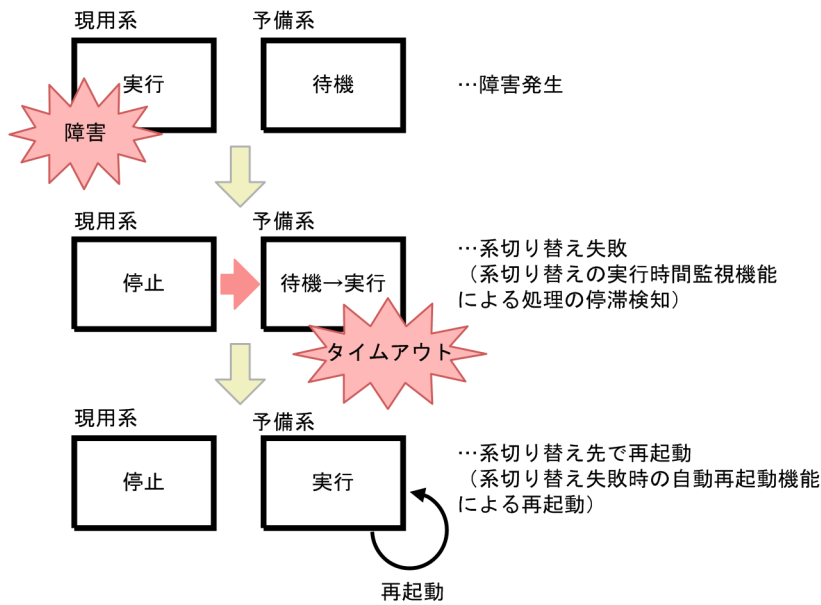 現用系
予備系
実行
待機
…障害発生
障害
現用系
予備系
停止
待機→実行
…系切り替え失敗
（系切り替えの実行時間監視機能
による処理の停滞検知）
タイムアウト
現用系
予備系
停止
実行
…系切り替え先で再起動
（系切り替え失敗時の自動再起動機能
による再起動）
再起動